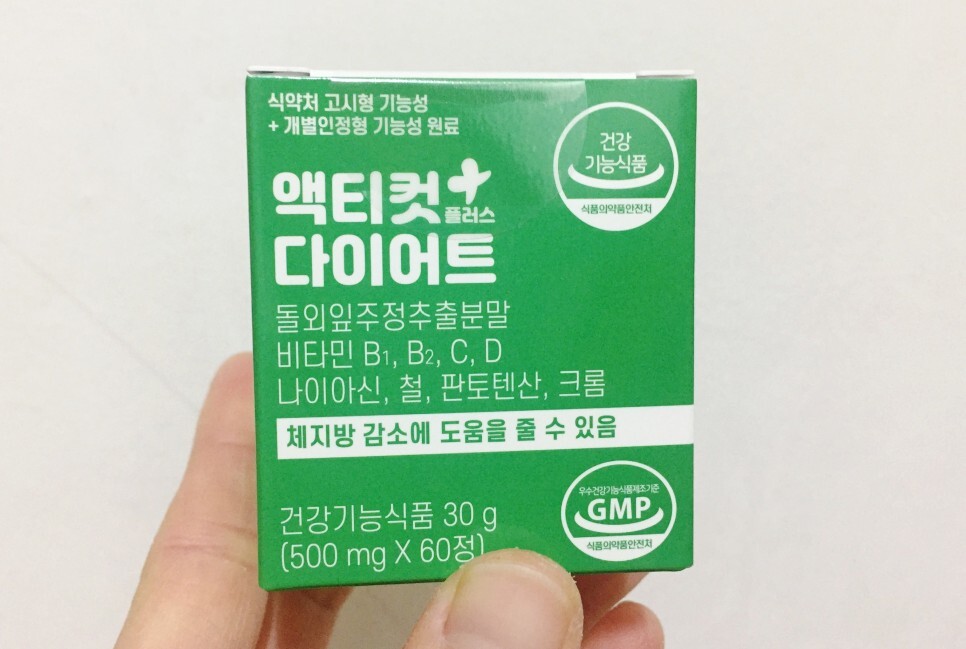 식약처 고시형 기능성
+ 개별인정형 기능성 원료
건강
기능식품
식품의약품안전처
액티컷
플러스
다이어트
돌외잎주정추출분말
비타민 B1, B2, C, D
나이아신, 철, 판토텐산, 크롬
체지방 감소에 도움을 줄 수 있음
건강기능식품 30 g
(500 mg X 60정)
우수건강기능식품제조기준
GMP
식품의약품안전처